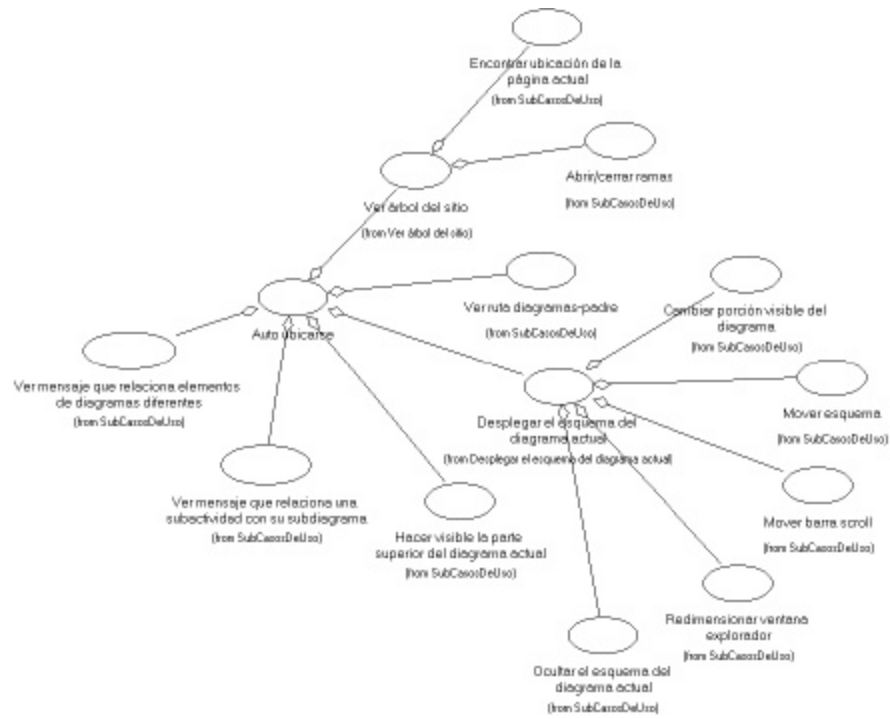 Encontrar ubicación de la
página actual
(from SubCasosDeUso)
Abrir/cerrar ramas
(from SubCasosDeUso)
Ver árbol del sitio
(from Ver árbol del sitio)
Ver ruta diagramas-padre
(from SubCasosDeUso)
Cambiar porción visible del
diagrama
(from SubCasosDeUso)
Auto ubicarse
Ver mensaje que relaciona elementos
de diagramas diferentes
(from SubCasosDeUso)
Desplegar el esquema del
diagrama actual
(from Desplegar el esquema del diagrama actual)
Mover esquema
(from SubCasosDeUso)
Ver mensaje que relaciona una
subactividad con su subdiagrama
(from SubCasosDeUso)
Hacer visible la parte
superior del diagrama actual
(from SubCasosDeUso)
Mover barra scroll
(from SubCasosDeUso)
Redimensionar ventana
explorador
(from SubCasosDeUso)
Ocultar el esquema del
diagrama actual
(from SubCasosDeUso)